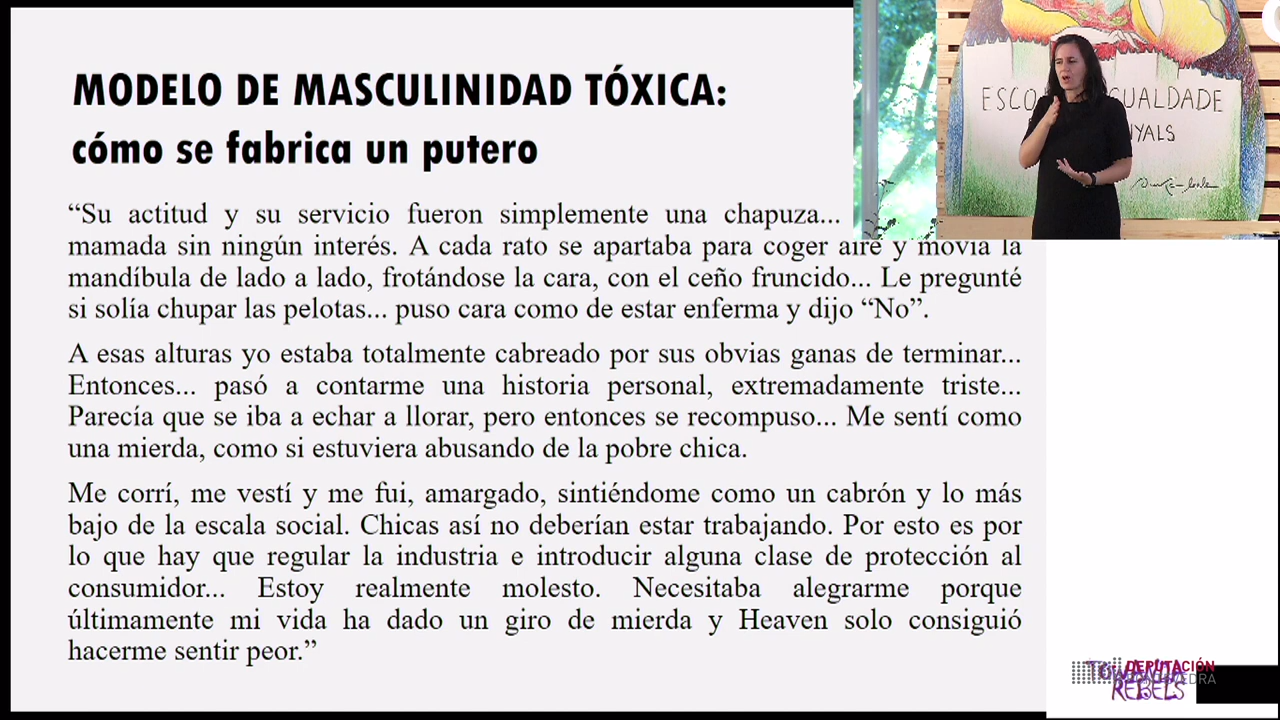 MODELO DE MASCULINIDAD TÓXICA:
cómo se fabrica un putero
“Su actitud y su servicio fueron simplemente una chapuza...
mamada sin ningún interés. A cada rato se apartaba para coger aire y movía la
mandíbula de lado a lado, frotándose la cara, con el ceño fruncido... Le pregunté
si solía chupar las pelotas... puso cara como de estar enferma y dijo “No”.
A esas alturas yo estaba totalmente cabreado por sus obvias ganas de terminar...
Entonces... pasó a contarme una historia personal, extremadamente triste...
Parecía que se iba a echar a llorar, pero entonces se recompuso... Me sentí como
una mierda, como si estuviera abusando de la pobre chica.
Me corrí, me vestí y me fui, amargado, sintiéndome como un cabrón y lo más
bajo de la escala social. Chicas así no deberían estar trabajando. Por esto es por
lo que hay que regular la industria e introducir alguna clase de protección al
consumidor... Estoy realmente molesto. Necesitaba alegrarme porque
últimamente mi vida ha dado un giro de mierda y Heaven solo consiguió
hacerme sentir peor.”
DEPUTACIÓN
TOWANDA
REBELS